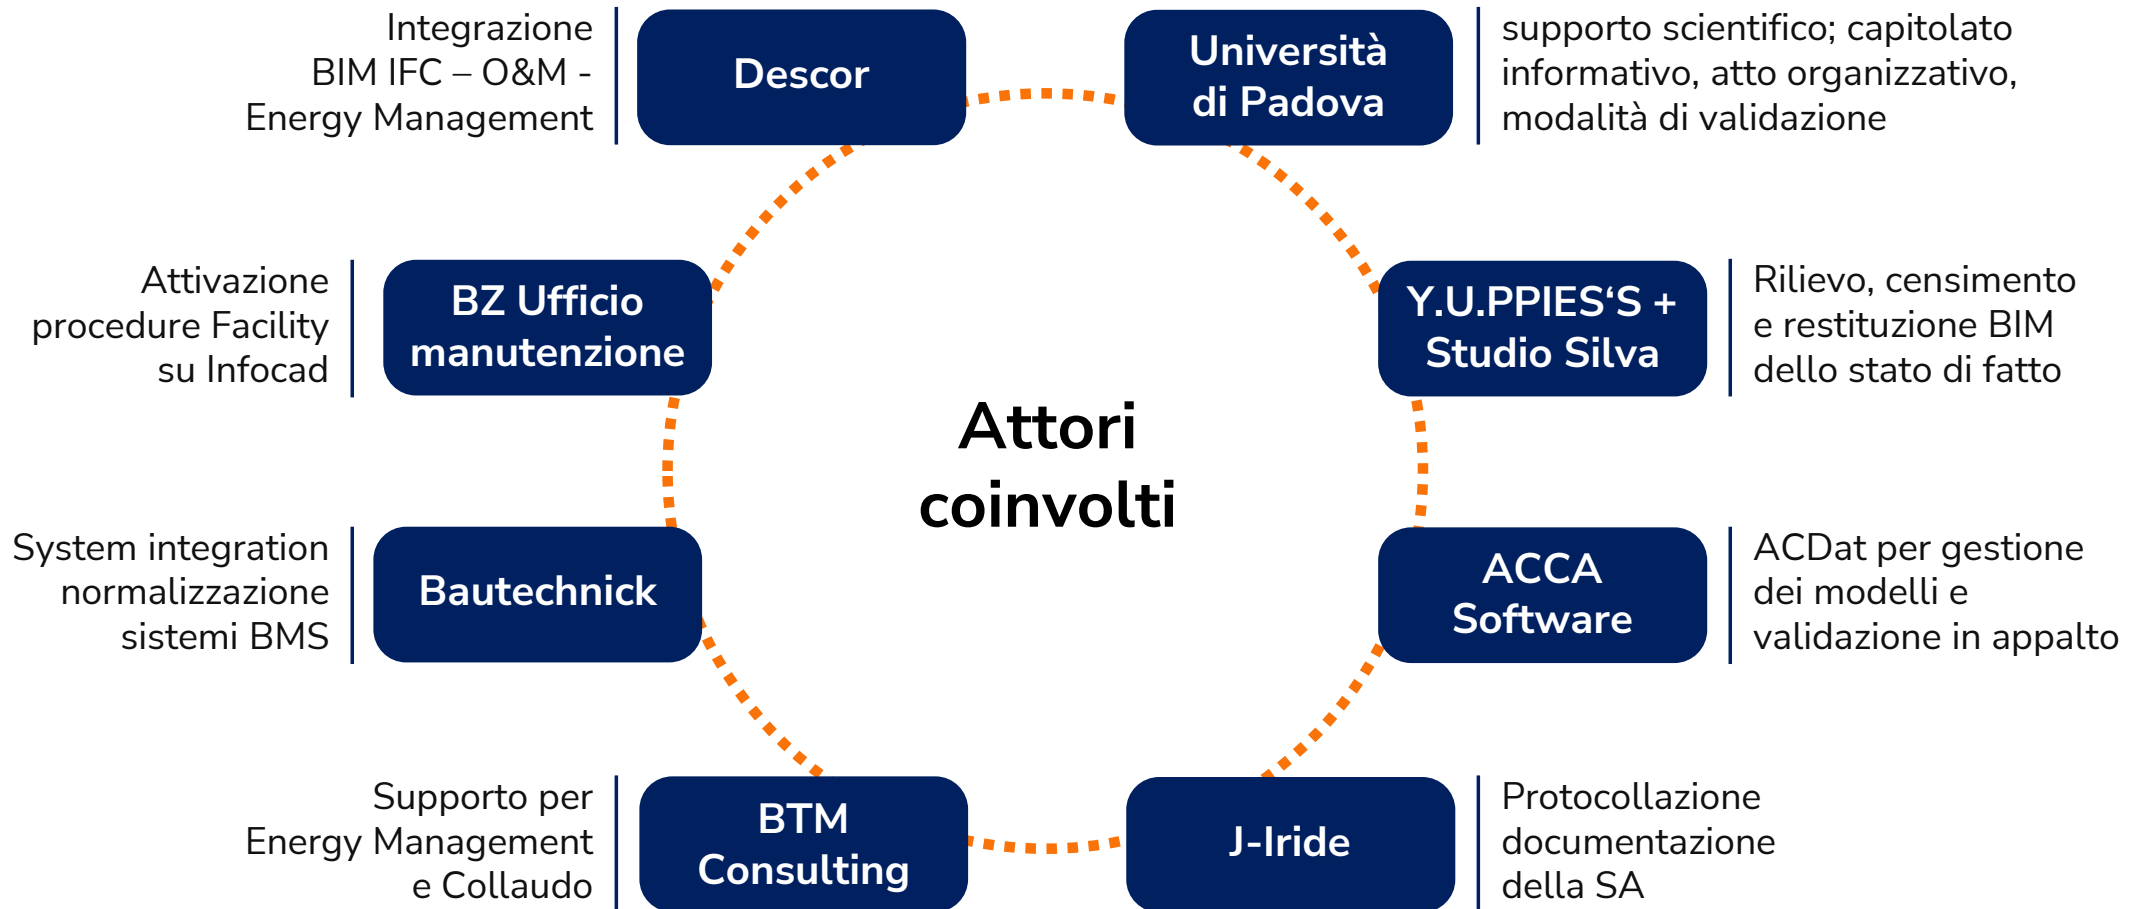 Integrazione
BIM IFC – O&M -
Energy Management
Descor
Università
di Padova
supporto scientifico; capitolato
informativo, atto organizzativo,
modalità di validazione
Attivazione
procedure Facility
su Infocad
BZ Ufficio
manutenzione
Y.U.PPIES‘S +
Studio Silva
Rilievo, censimento
e restituzione BIM
dello stato di fatto
Attori
coinvolti
System integration
normalizzazione
sistemi BMS
Bautechnick
ACCA
Software
ACDat per gestione
dei modelli e
validazione in appalto
Supporto per
Energy Management
e Collaudo
BTM
Consulting
J-Iride
Protocollazione
documentazione
della SA